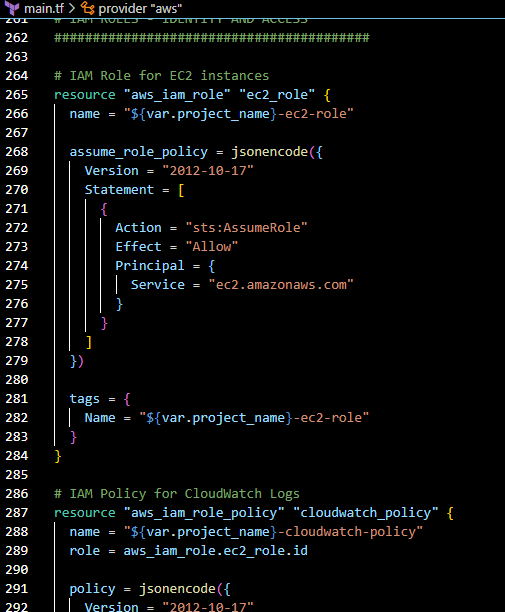 main.tf > provider "aws"
261 # IAM ROLES - IDENTITY AND ACCESS
262 ##########################################
263
264 # IAM Role for EC2 instances
265 resource "aws_iam_role" "ec2_role" {
266   name = "${var.project_name}-ec2-role"
267
268   assume_role_policy = jsonencode({
269     Version = "2012-10-17"
270     Statement = [
271       {
272         Action = "sts:AssumeRole"
273         Effect = "Allow"
274         Principal = {
275           Service = "ec2.amazonaws.com"
276         }
277       }
278     ]
279   })
280
281   tags = {
282     Name = "${var.project_name}-ec2-role"
283   }
284 }
285
286 # IAM Policy for CloudWatch Logs
287 resource "aws_iam_role_policy" "cloudwatch_policy" {
288   name = "${var.project_name}-cloudwatch-policy"
289   role = aws_iam_role.ec2_role.id
290
291   policy = jsonencode({
292     Version = "2012-10-17"